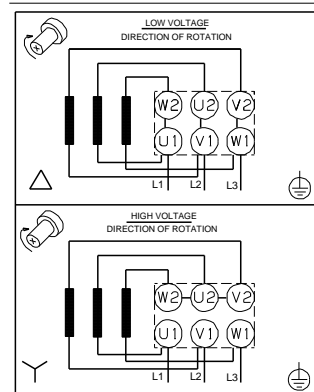 LOW VOLTAGE
DIRECTION OF ROTATION
W2 U2 V2
U1 V1 W1
L1 L2 L3
HIGH VOLTAGE
DIRECTION OF ROTATION
W2 U2 V2
U1 V1 W1
L1 L2 L3